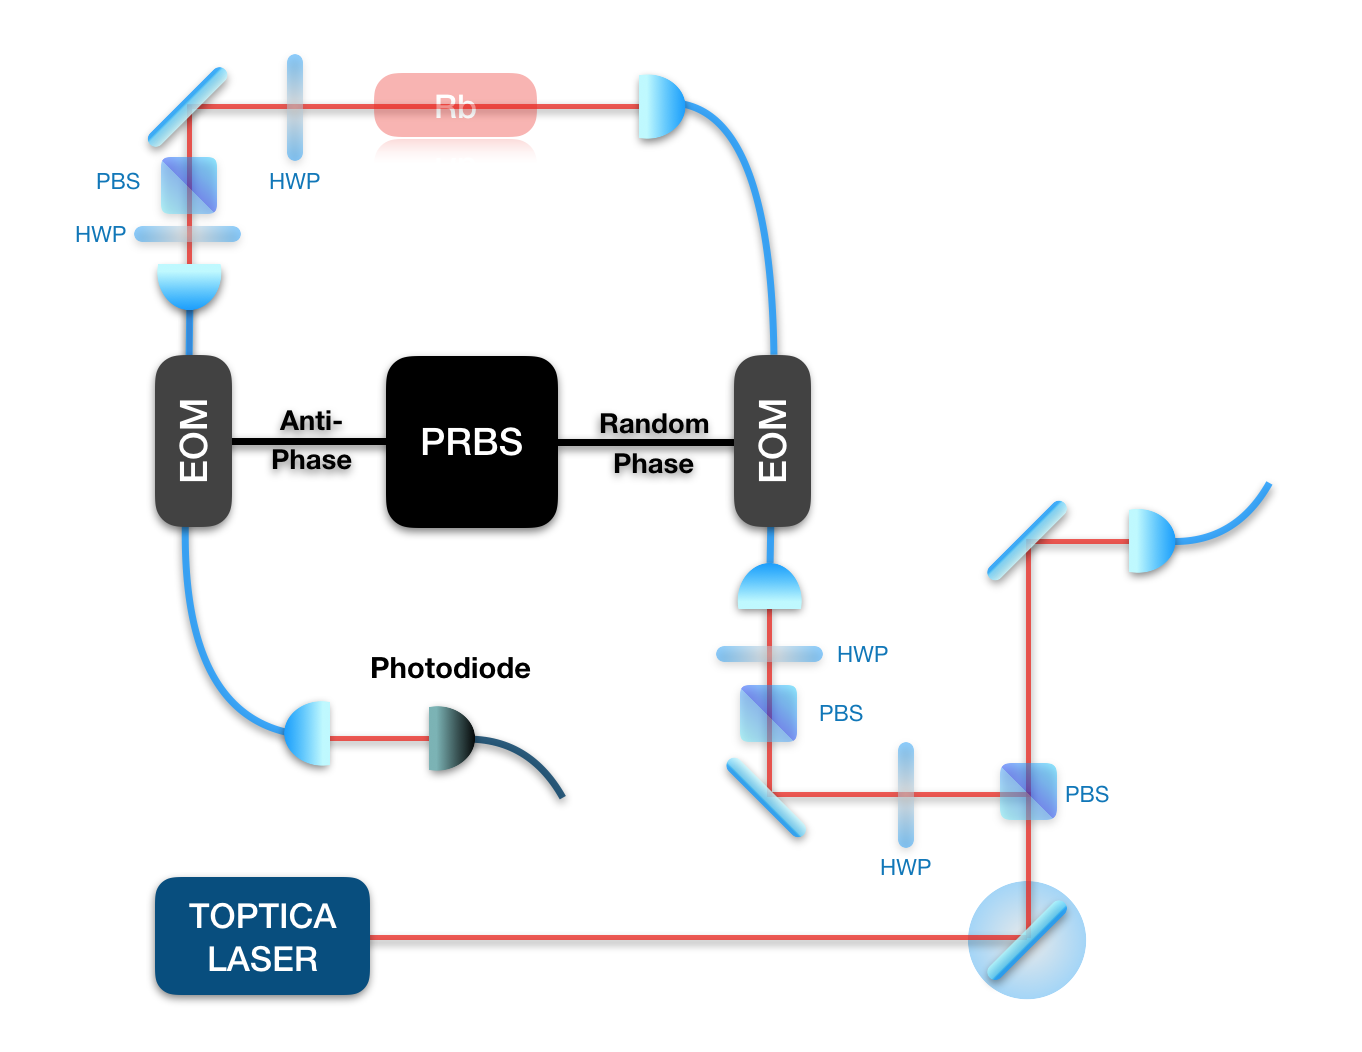 Rb
PBS
HWP
HWP
Anti-
Phase
EOM
PRBS
Random
Phase
EOM
Photodiode
HWP
PBS
PBS
HWP
TOPTICA
LASER